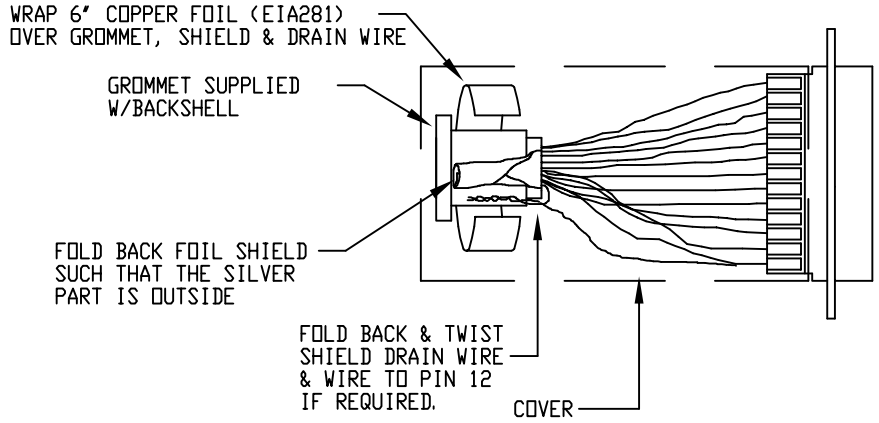 WRAP 6" COPPER FOIL (EIA281)
OVER GROMMET, SHIELD & DRAIN WIRE
GROMMET SUPPLIED
W/BACKSHELL
FOLD BACK FOIL SHIELD
SUCH THAT THE SILVER
PART IS OUTSIDE
FOLD BACK & TWIST
SHIELD DRAIN WIRE
& WIRE TO PIN 12
IF REQUIRED.
COVER